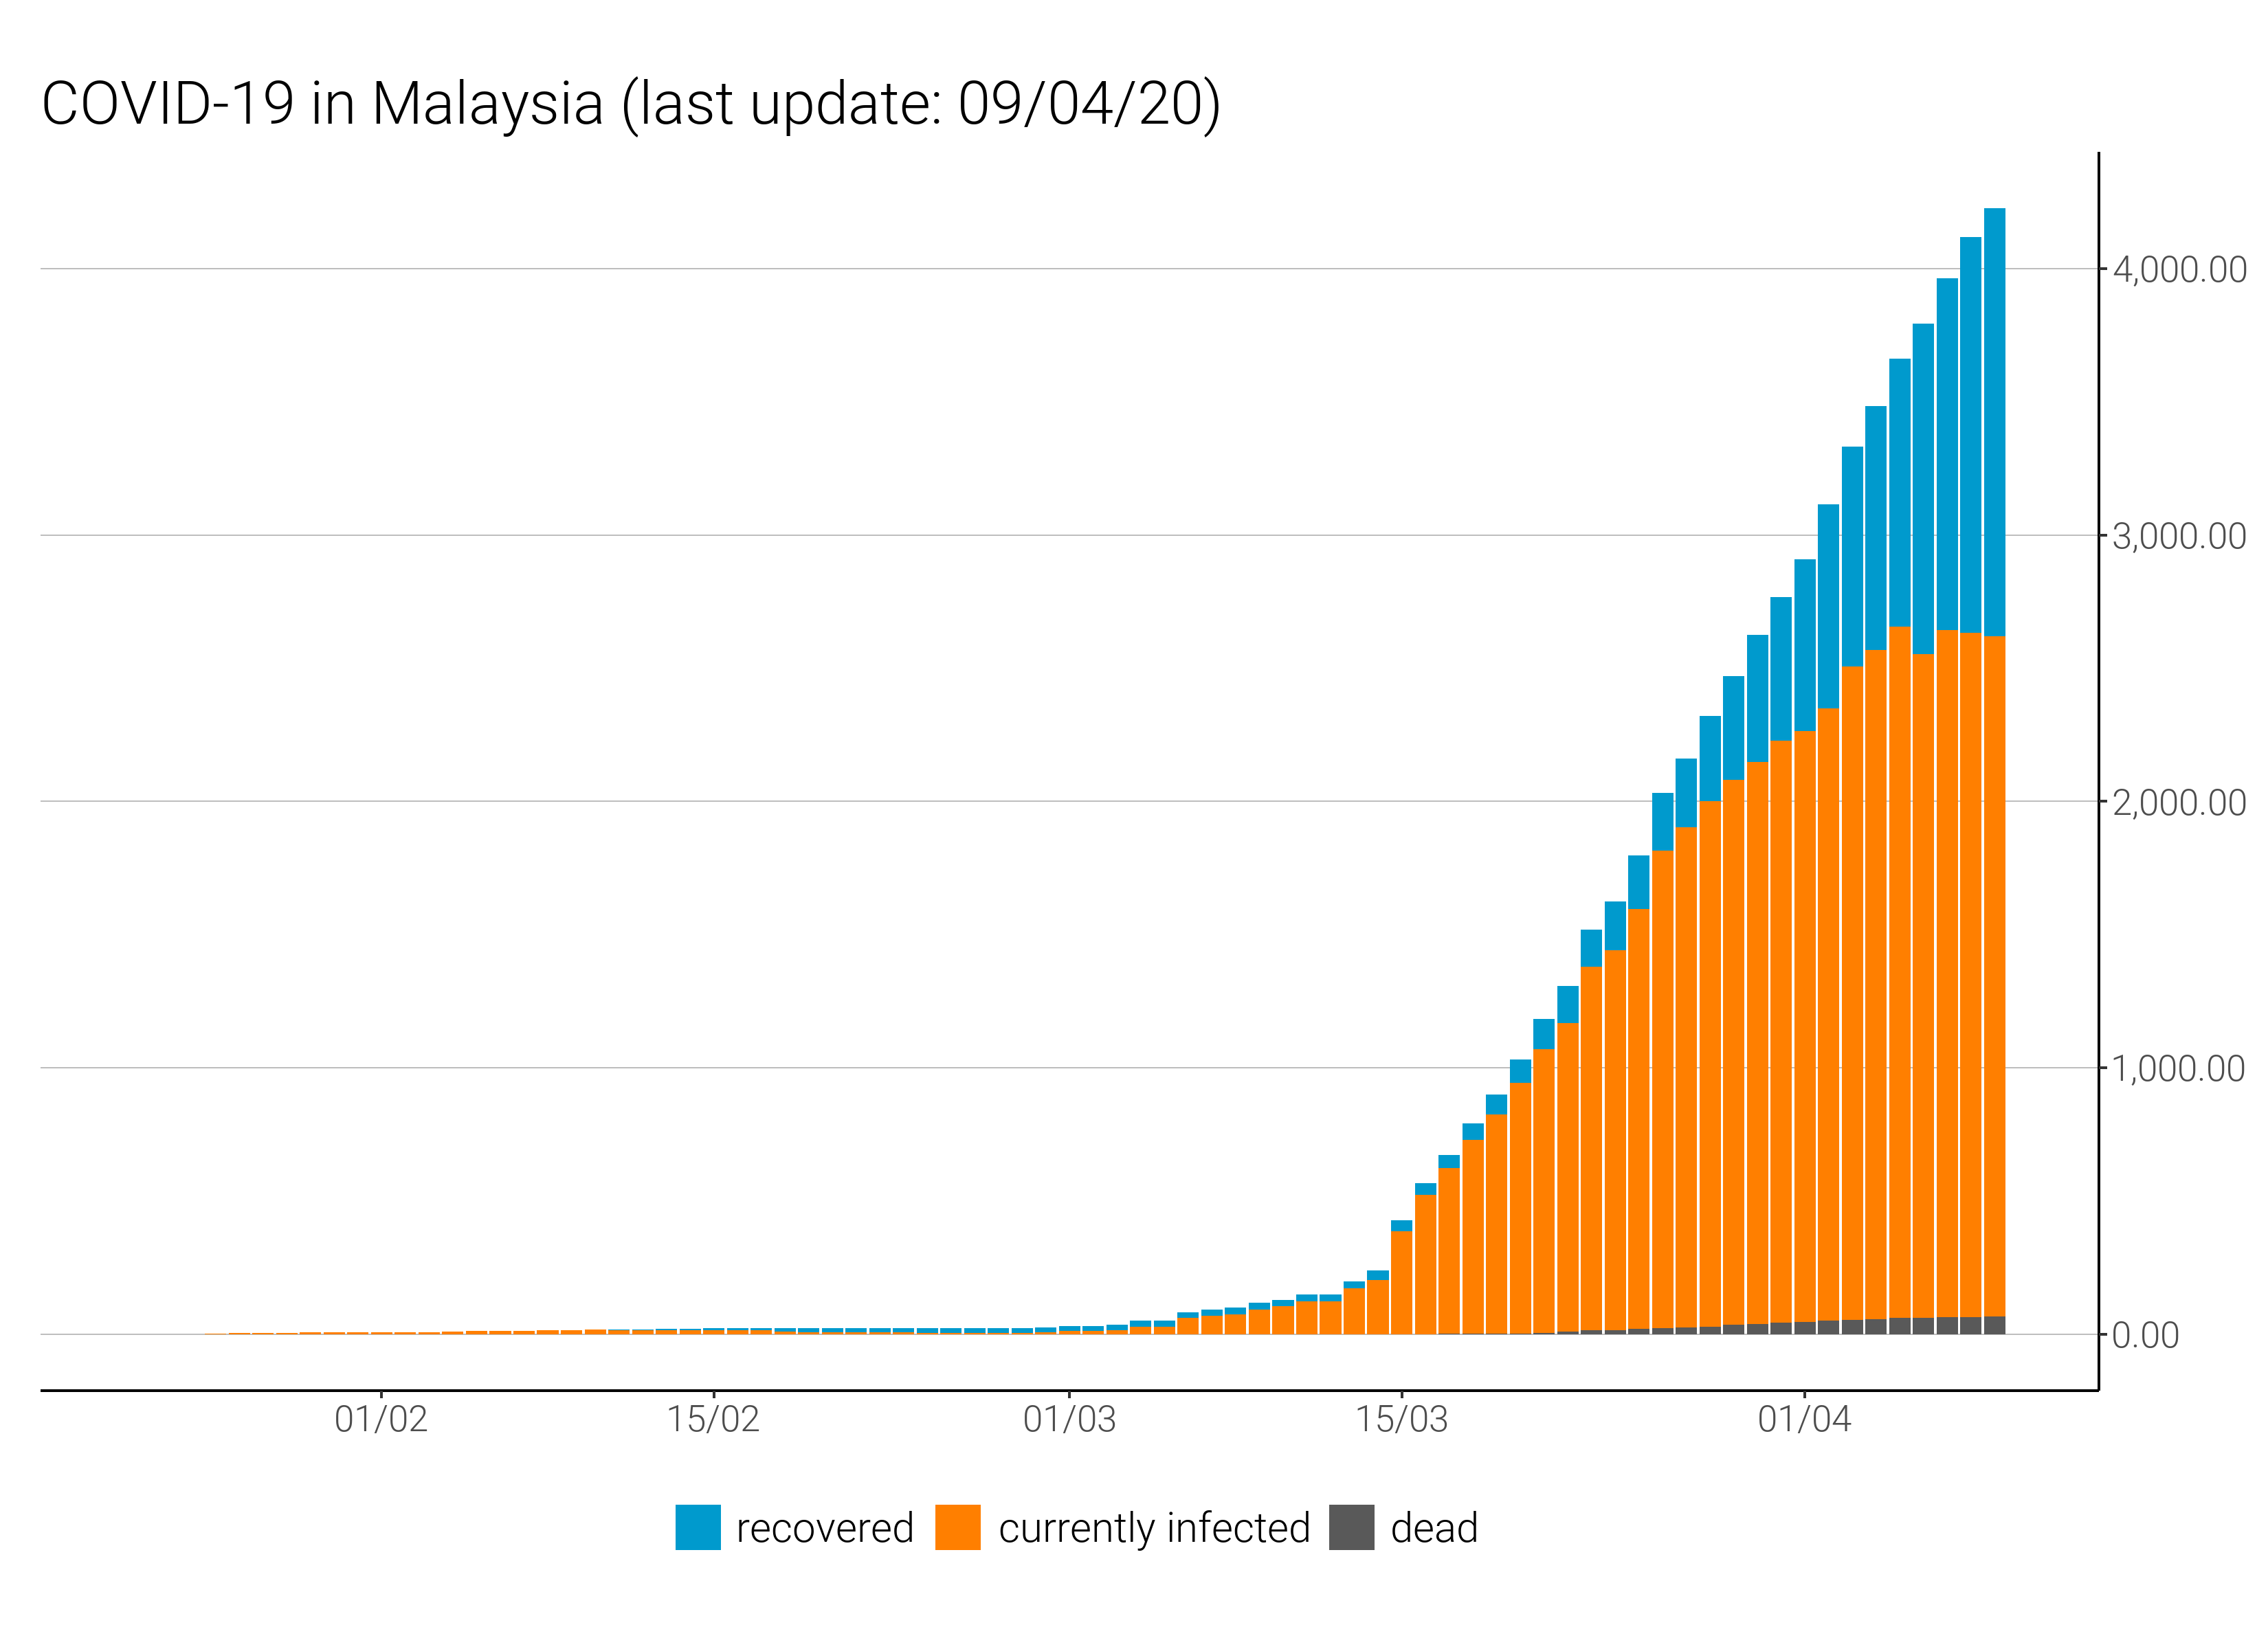 COVID-19 in Malaysia (last update: 09/04/20)
4,000.00
3,000.00
2,000.00
1,000.00
0.00
01/02 15/02 01/03 15/03 01/04
recovered currently infected dead